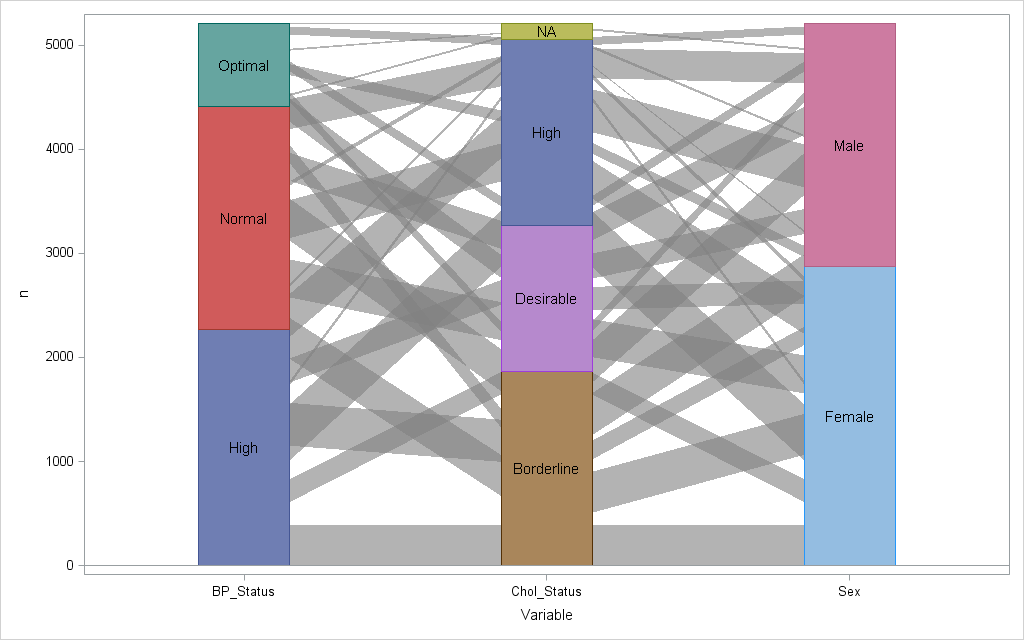 5000
4000
3000
2000
1000
0
n
Optimal
Normal
High
NA
High
Desirable
Borderline
Male
Female
BP_Status
Chol_Status
Sex
Variable